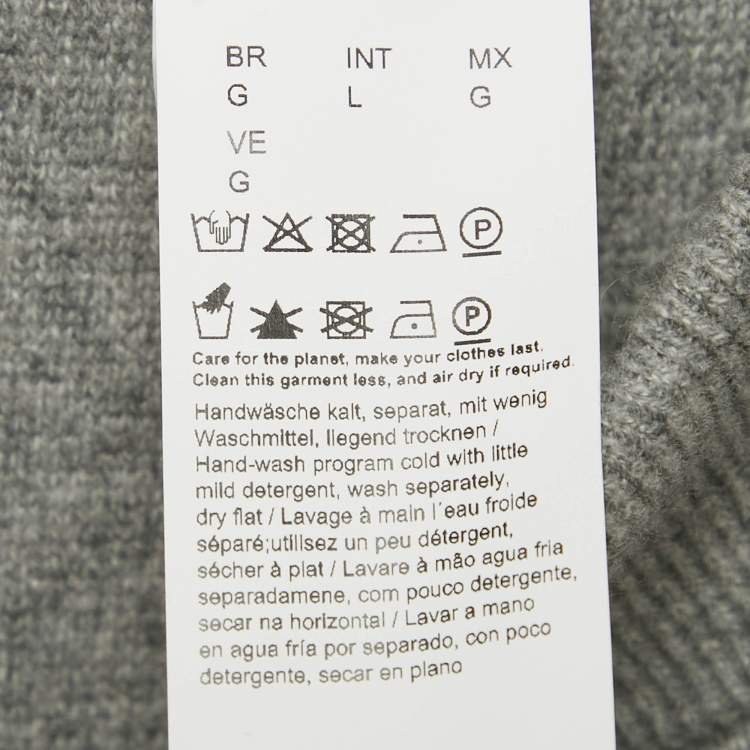 BR INT MX
G L G
VE
G
P
P
Care for the planet, make your clothes last.
Clean this garment less, and air dry if required.
Handwäsche kalt, separat, mit wenig
Waschmittel, liegend trocknen /
Hand-wash program cold with little
mild detergent, wash separately,
dry flat / Lavage à main l´eau froide
séparé;utilisez un peu détergent,
sécher à plat / Lavare à mão agua fria
separadamene, com pouco detergente,
secar na horizontal / Lavar a mano
en agua fría por separado, con poco
detergente, secar en plano